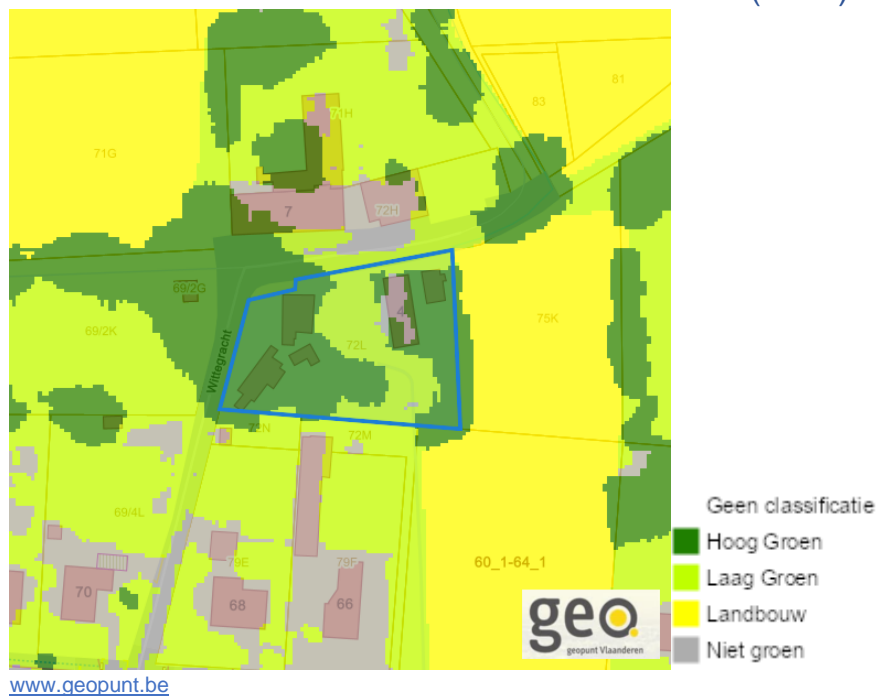 81
83
71H
71G
7
72H
69/2G
4
75K
69/2K
72L
Wittegracht
72N
72M
69/4L
79E
79F
60_1-64_1
70
68
66
geo
geopunt Vlaanderen
Geen classificatie
Hoog Groen
Laag Groen
Landbouw
Niet groen
www.geopunt.be